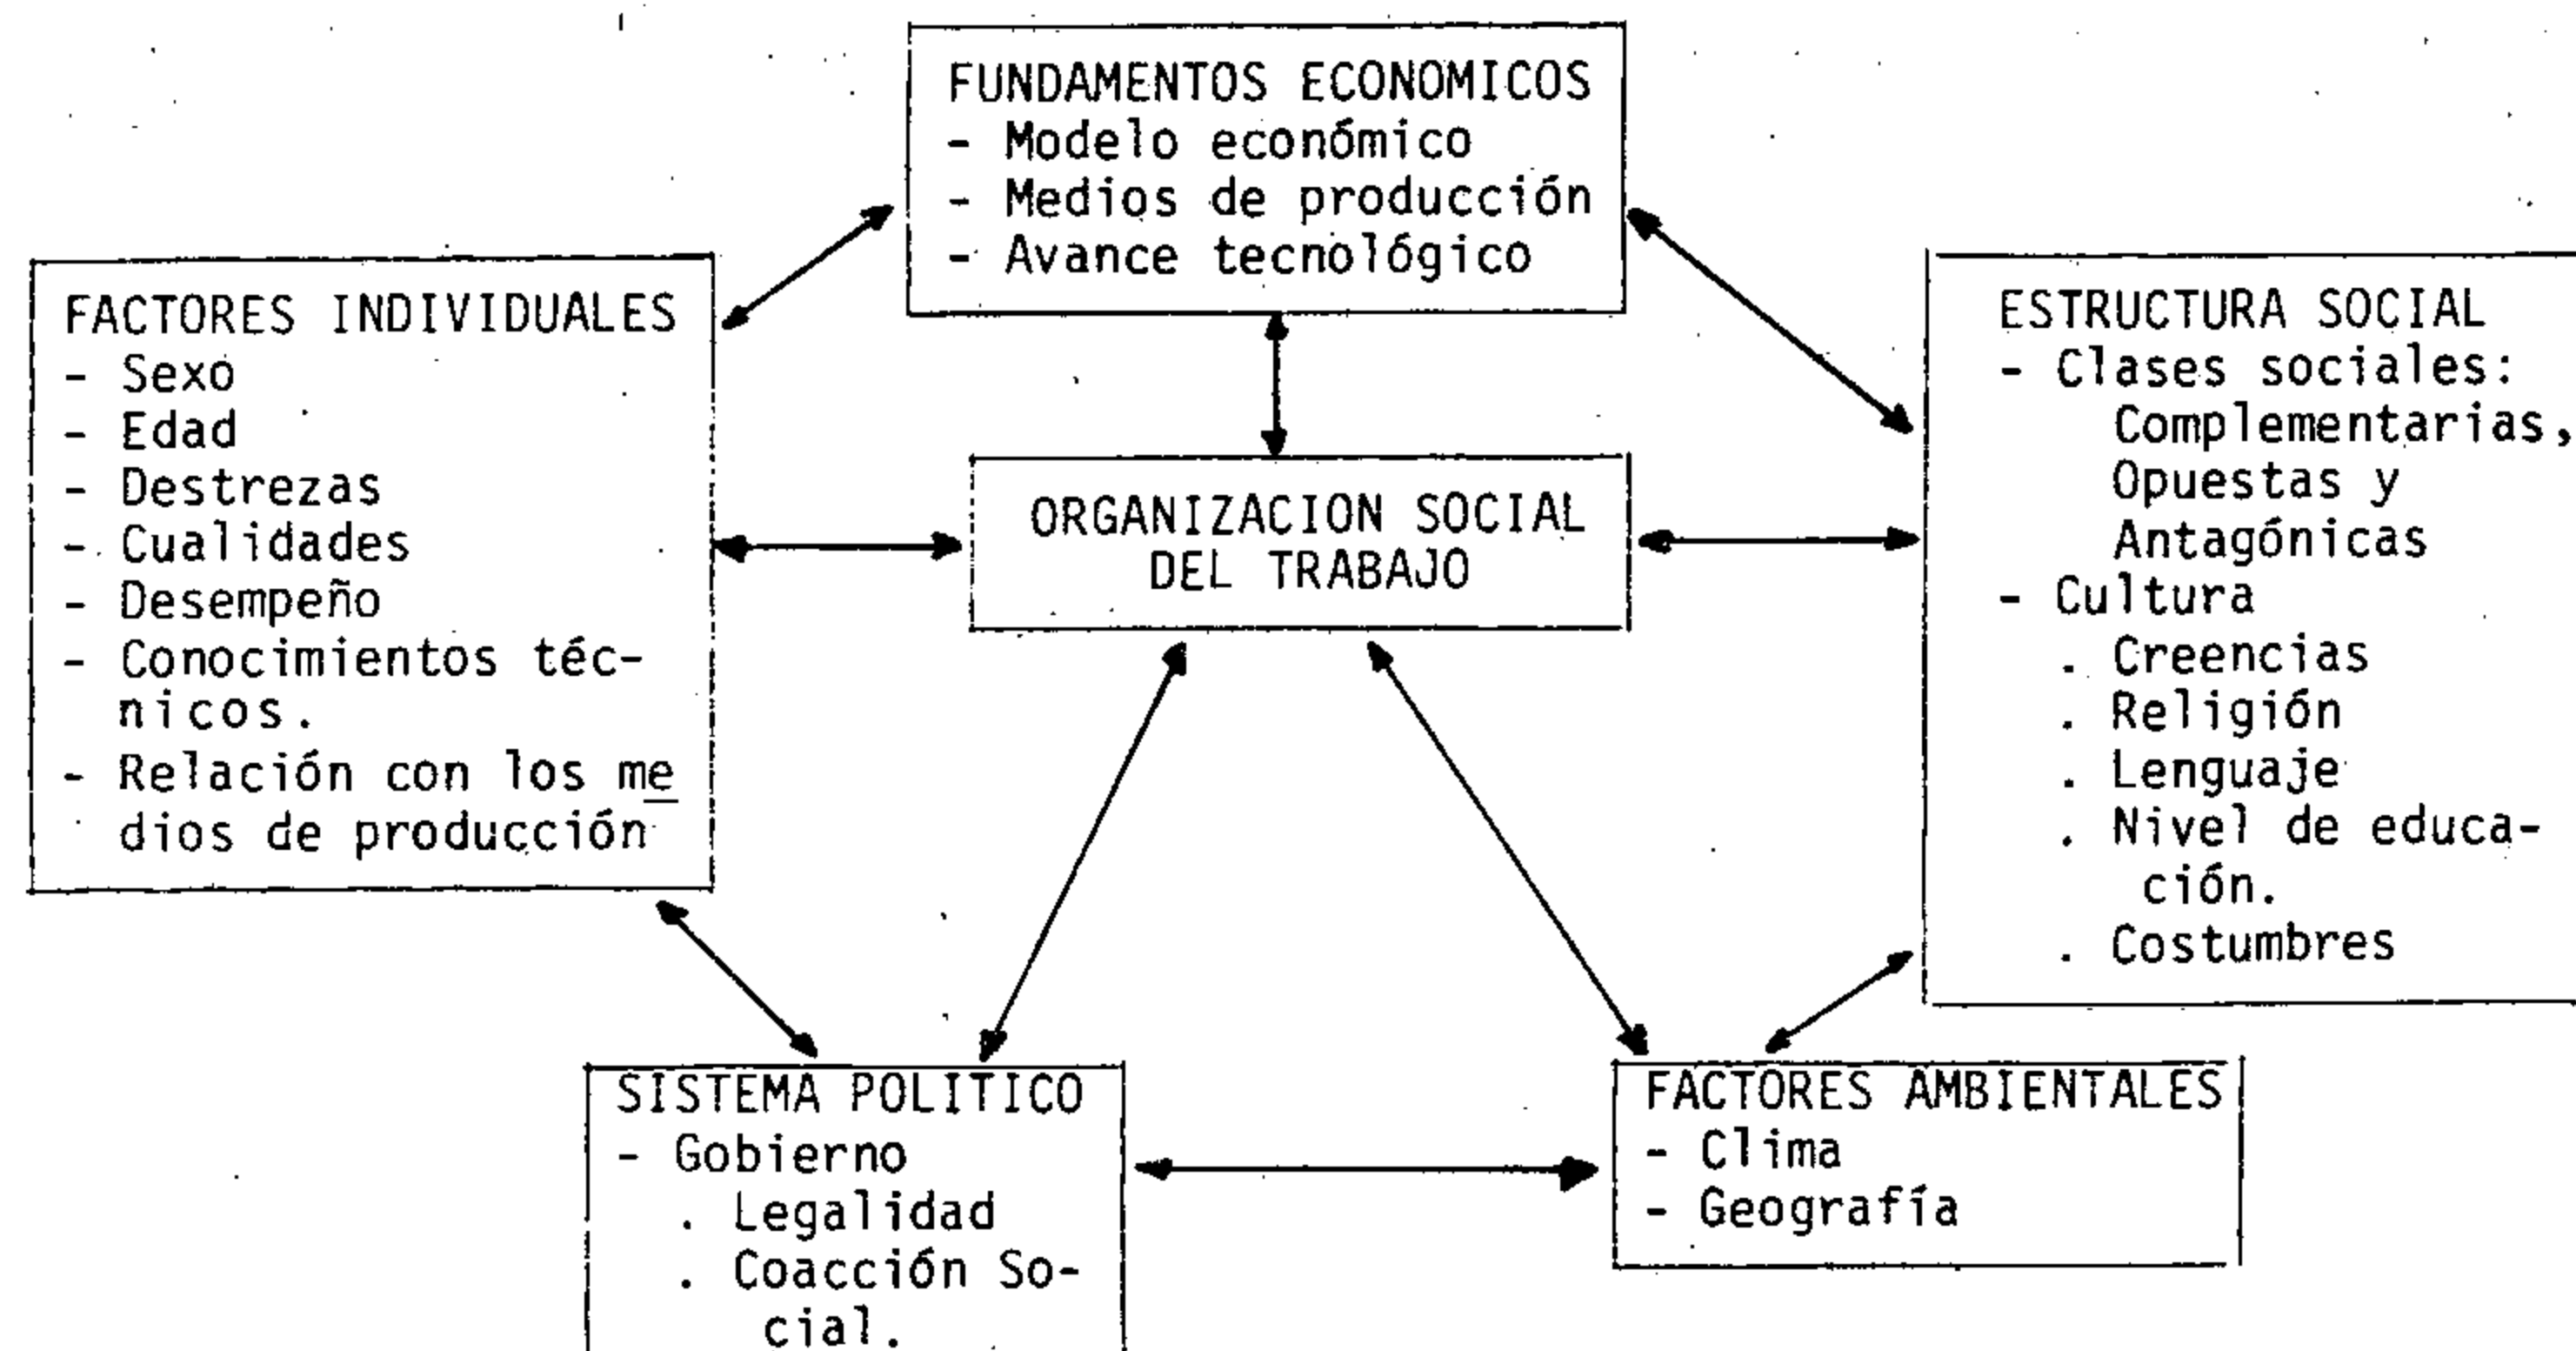 FUNDAMENTOS ECONOMICOS
- Modelo económico
- Medios de producción
- Avance tecnológico
FACTORES INDIVIDUALES
- Sexo
- Edad
- Destrezas
- Cualidades
- Desempeño
- Conocimientos téc-
nicos.
- Relación con los me
dios de producción
ORGANIZACION SOCIAL
DEL TRABAJO
ESTRUCTURA SOCIAL
- Clases sociales:
Complementarias,
Opuestas y
Antagónicas
- Cultura
. Creencias
. Religión
. Lenguaje
. Nivel de educa-
ción.
. Costumbres
SISTEMA POLITICO
- Gobierno
. Legalidad
. Coacción So-
cial.
FACTORES AMBIENTALES
- Clima
- Geografía